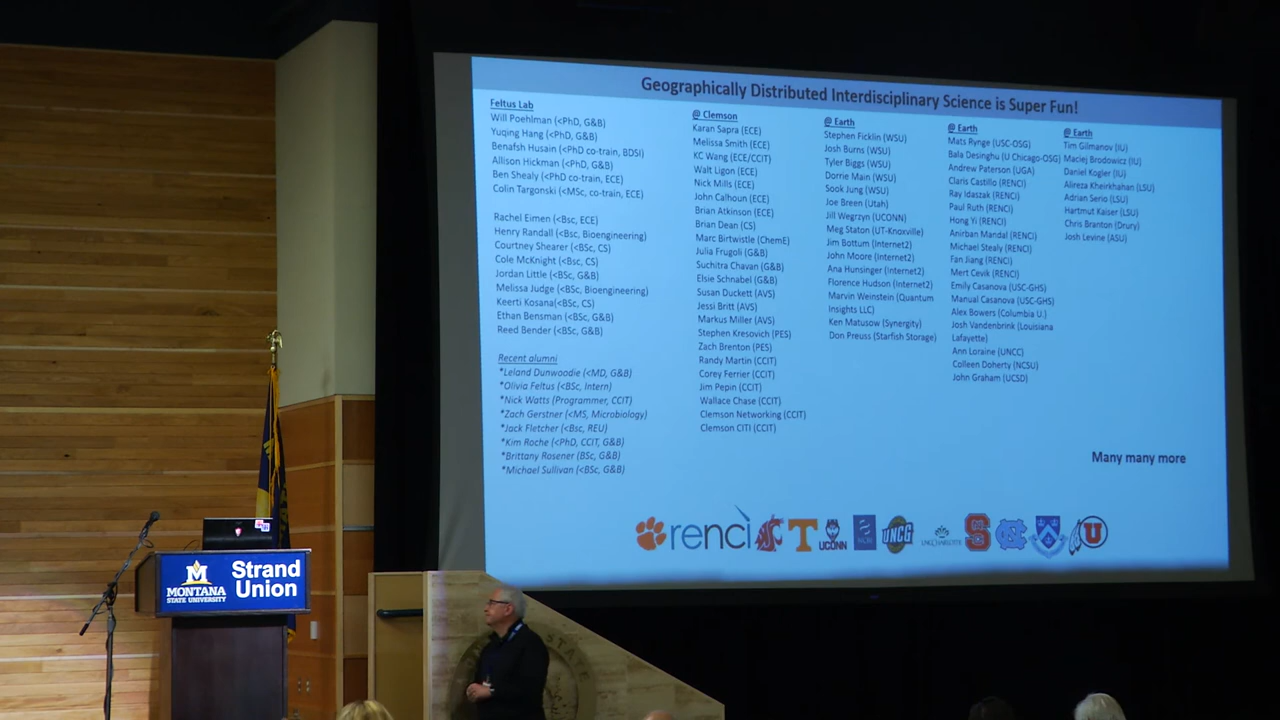 Geographically Distributed Interdisciplinary Science is Super Fun!
Feltus Lab
Will Poehlman (<PhD, G&B)
Yuqing Hang (<PhD, G&B)
Benafsh Husain (<PhD co-train, BDSI)
Allison Hickman (<PhD, G&B)
Ben Shealy (<PhD co-train, ECE)
Colin Targonski (<MSc, co-train, ECE)
Rachel Eimen (<Bsc, ECE)
Henry Randall (<Bsc, Bioengineering)
Courtney Shearer (<BSc, CS)
Cole McKnight (<Bsc, CS)
Jordan Little (<BSc, G&B)
Melissa Judge (<BSc, Bioengineering)
Keerti Kosana(<BSc, CS)
Ethan Bensman (<BSc, G&B)
Reed Bender (<BSc, G&B)
Recent alumni
*Leland Dunwoodie (<MD, G&B)
*Olivia Feltus (<BSc, Intern)
*Nick Watts (Programmer, CCIT)
*Zach Gerstner (<MS, Microbiology)
*Jack Fletcher (<Bsc, REU)
*Kim Roche (<PhD, CCIT, G&B)
*Brittany Rosener (BSc, G&B)
*Michael Sullivan (<BSc, G&B)
@ Clemson
Karan Sapra (ECE)
Melissa Smith (ECE)
KC Wang (ECE/CCIT)
Walt Ligon (ECE)
Nick Mills (ECE)
John Calhoun (ECE)
Brian Atkinson (ECE)
Brian Dean (CS)
Marc Birtwistle (ChemE)
Julia Frugoli (G&B)
Suchitra Chavan (G&B)
Elsie Schnabel (G&B)
Susan Duckett (AVS)
Jessi Britt (AVS)
Markus Miller (AVS)
Stephen Kresovich (PES)
Zach Brenton (PES)
Randy Martin (CCIT)
Corey Ferrier (CCIT)
Jim Pepin (CCIT)
Wallace Chase (CCIT)
Clemson Networking (CCIT)
Clemson CITI (CCIT)
@ Earth
Stephen Ficklin (WSU)
Josh Burns (WSU)
Tyler Biggs (WSU)
Dorrie Main (WSU)
Sook Jung (WSU)
Joe Breen (Utah)
Jill Wegrzyn (UCONN)
Meg Staton (UT-Knoxville)
Jim Bottum (Internet2)
John Moore (Internet2)
Ana Hunsinger (Internet2)
Florence Hudson (Internet2)
Marvin Weinstein (Quantum
Insights LLC)
Ken Matusow (Synergity)
Don Preuss (Starfish Storage)
@ Earth
Mats Rynge (USC-OSG)
Bala Desinghu (U Chicago-OSG)
Andrew Paterson (UGA)
Claris Castillo (RENCI)
Ray Idaszak (RENCI)
Paul Ruth (RENCI)
Hong Yi (RENCI)
Anirban Mandal (RENCI)
Michael Stealy (RENCI)
Fan Jiang (RENCI)
Mert Cevik (RENCI)
Emily Casanova (USC-GHS)
Manual Casanova (USC-GHS)
Alex Bowers (Columbia U.)
Josh Vandenbrink (Louisiana
Lafayette)
Ann Loraine (UNCC)
Colleen Doherty (NCSU)
John Graham (UCSD)
@ Earth
Tim Gilmanov (IU)
Maciej Brodowicz (IU)
Daniel Kogler (IU)
Alireza Kheirkhahan (LSU)
Adrian Serio (LSU)
Hartmut Kaiser (LSU)
Chris Branton (Drury)
Josh Levine (ASU)
Many many more
renci
T
UCONN
UNCG
UNC CHARLOTTE
S
U
M
MONTANA
STATE UNIVERSITY
Strand
Union
STATE